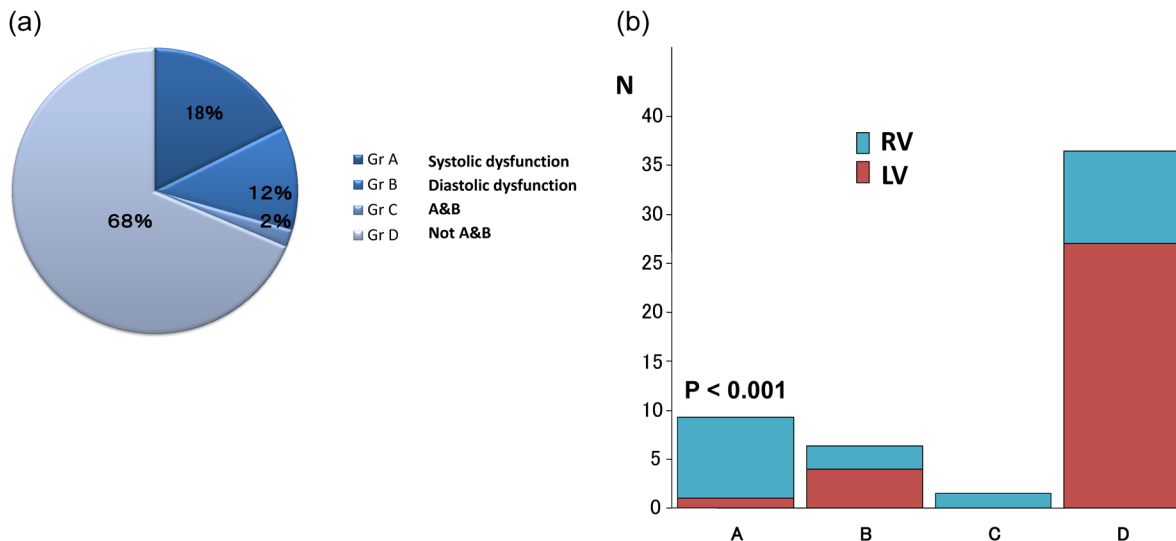 (a)
18%
12%
2%
68%
Gr A Systolic dysfunction
Gr B Diastolic dysfunction
Gr C A&B
Gr D Not A&B
(b)
N
40
35
30
25
20
15
10
5
0
RV
LV
P < 0.001
A B C D